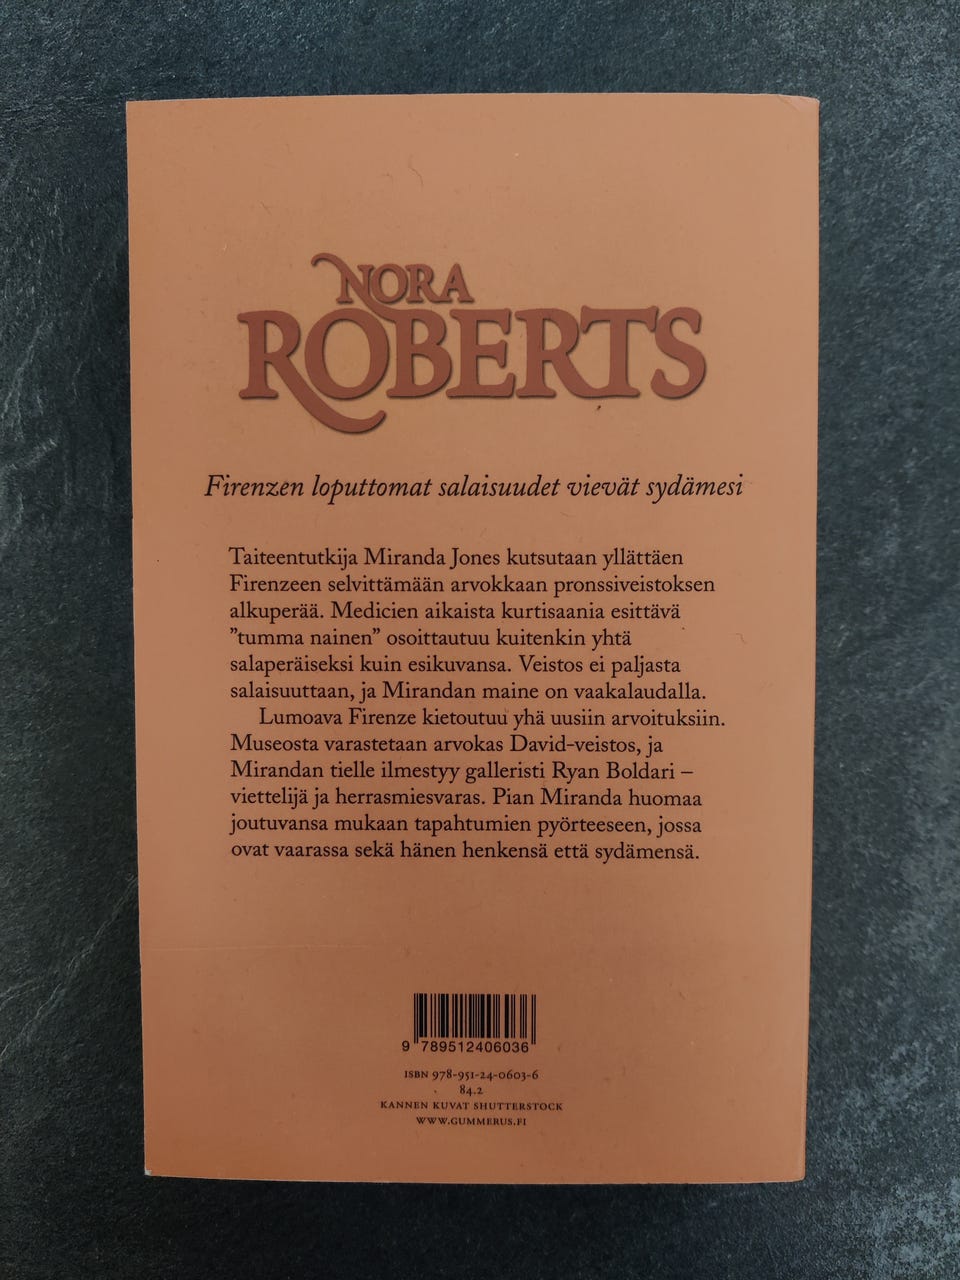 NORA
ROBERTS
Firenzen loputtomat salaisuudet vievät sydämesi
Taiteentutkija Miranda Jones kutsutaan yllättäen
Firenzeen selvittämään arvokkaan pronssiveistoksen
alkuperää. Medicien aikaista kurtisaania esittävä
”tumma nainen” osoittautuu kuitenkin yhtä
salaperäiseksi kuin esikuvansa. Veistos ei paljasta
salaisuuttaan, ja Mirandan maine on vaakalaudalla.
Lumoava Firenze kietoutuu yhä uusiin arvoituksiin.
Museosta varastetaan arvokas David-veistos, ja
Mirandan tielle ilmestyy galleristi Ryan Boldari –
viettelijä ja herrasmiesvaras. Pian Miranda huomaa
joutuvansa mukaan tapahtumien pyörteeseen, jossa
ovat vaarassa sekä hänen henkensä että sydämensä.
9 789512406036
ISBN 978-951-24-0603-6
84.2
KANNEN KUVAT SHUTTERSTOCK
WWW.GUMMERUS.FI